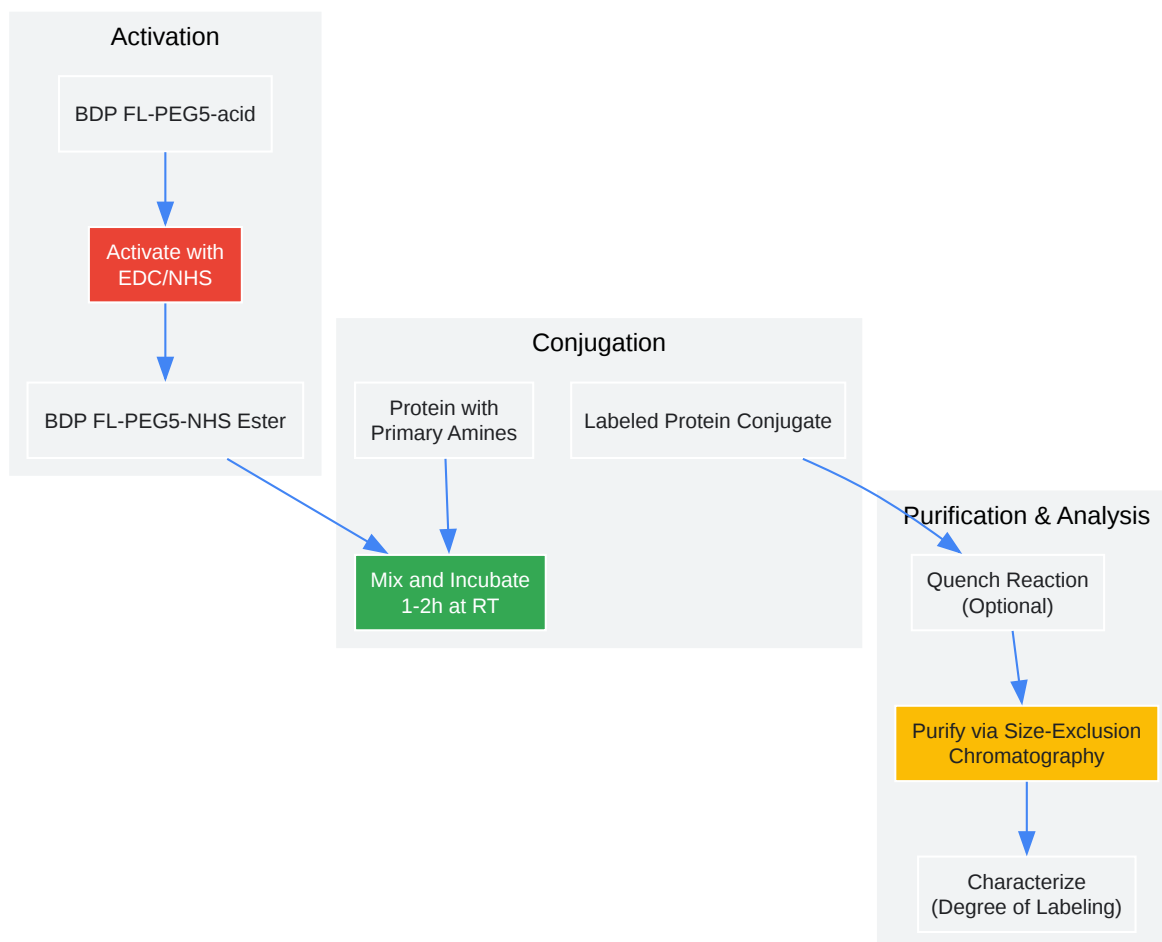 Activation
BDP FL-PEG5-acid
Activate with
EDC/NHS
BDP FL-PEG5-NHS Ester
Conjugation
Protein with
Primary Amines
Labeled Protein Conjugate
Mix and Incubate
1-2h at RT
Purification & Analysis
Quench Reaction
(Optional)
Purify via Size-Exclusion
Chromatography
Characterize
(Degree of Labeling)